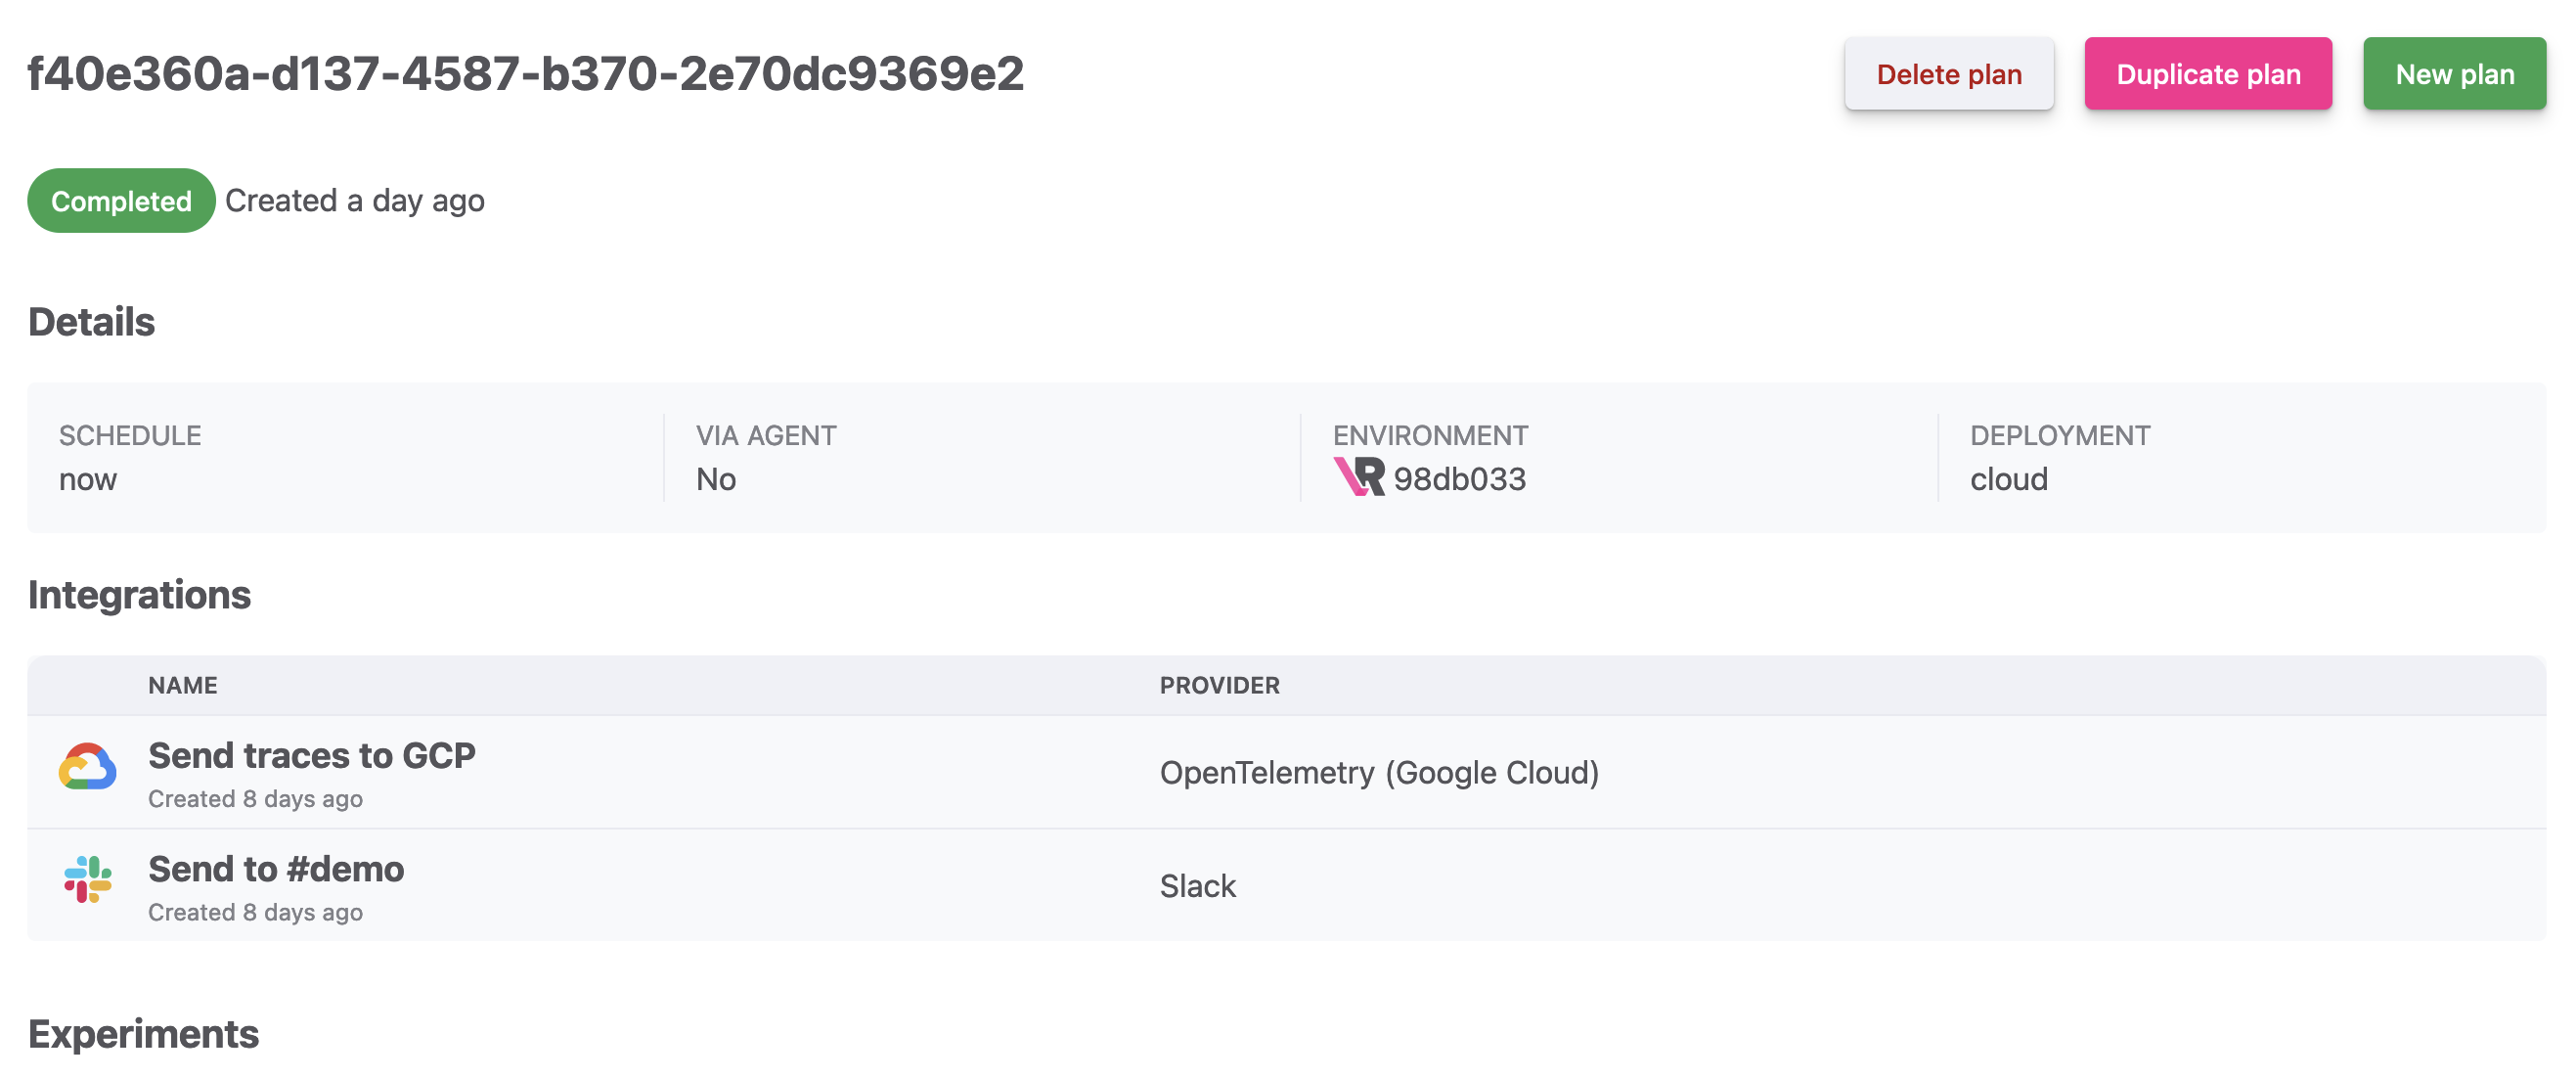 f40e360a-d137-4587-b370-2e70dc9369e2
Delete plan
Duplicate plan
New plan
Completed Created a day ago
Details
SCHEDULE
now
VIA AGENT
No
ENVIRONMENT
98db033
DEPLOYMENT
cloud
Integrations
NAME PROVIDER
Send traces to GCP
Created 8 days ago
OpenTelemetry (Google Cloud)
Send to #demo
Created 8 days ago
Slack
Experiments